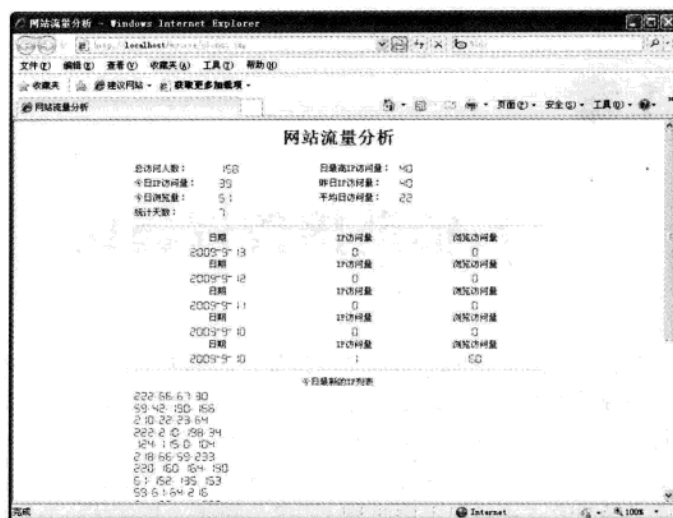 网站流量分析 - Windows Internet Explorer
localhost
文件(F) 编辑(E) 查看(V) 收藏夹(A) 工具(T) 帮助(H)
收藏夹 建议网站 获取更多加载项
网站流量分析 页面(P) 安全(S) 工具(O)
网站流量分析
总访问人数: 158 日最高IP访问量: 40
今日IP访问量: 39 昨日IP访问量: 40
今日浏览量: 51 平均日访问量: 22
统计天数: 7
日期 IP访问量 浏览访问量
2009-9-13 0 0
日期 IP访问量 浏览访问量
2009-9-12 0 0
日期 IP访问量 浏览访问量
2009-9-11 0 0
日期 IP访问量 浏览访问量
2009-9-10 0 0
日期 IP访问量 浏览访问量
2009-9-10 1 60
今日最新的IP列表
222.66.67.30
59.42.190.166
210.22.23.64
222.210.198.34
124.115.0.104
218.66.59.233
220.160.164.190
61.152.195.153
59.61.64.216
完成 Internet 100%